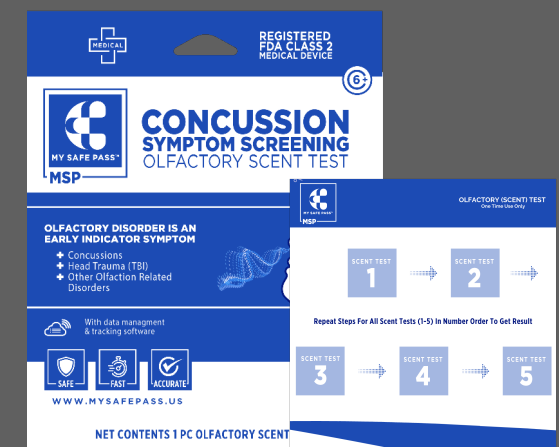 MEDICAL
REGISTERED
FDA CLASS 2
MEDICAL DEVICE
6+
CONCUSSION
SYMPTOM SCREENING
OLFACTORY SCENT TEST
MY SAFE PASS™
MSP
OLFACTORY DISORDER IS AN
EARLY INDICATOR SYMPTOM
Concussions
Head Trauma (TBI)
Other Olfaction Related
Disorders
With data managment
& tracking software
SAFE
FAST
ACCURATE
WWW.MYSAFEPASS.US
NET CONTENTS 1 PC OLFACTORY SCENT
MY SAFE PASS
MSP
OLFACTORY (SCENT) TEST
One Time Use Only
SCENT TEST
1
SCENT TEST
2
Repeat Steps For All Scent Tests (1-5) In Number Order To Get Result
SCENT TEST
3
SCENT TEST
4
SCENT TEST
5